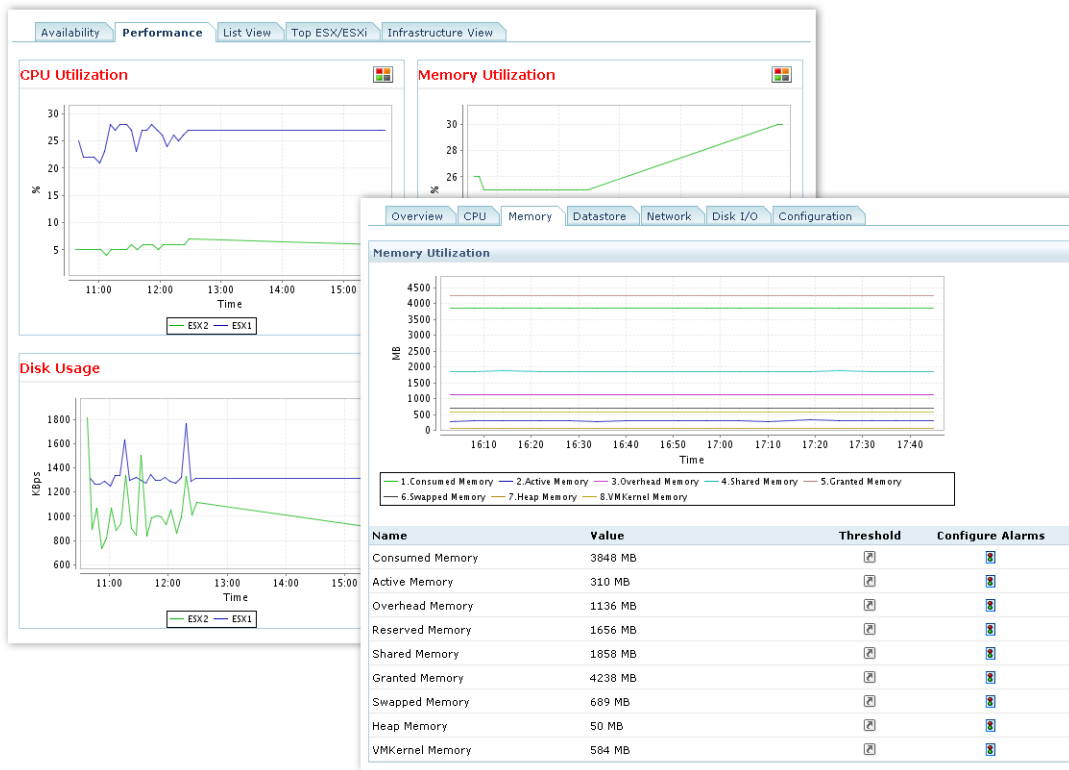 Availability Performance List View Top ESX/ESXi Infrastructure View
CPU Utilization
30
25
20
15
10
5
%
11:00 12:00 13:00 14:00 15:00
Time
ESX2 ESX1
Memory Utilization
30
28
26
%
Disk Usage
1800
1600
1400
1200
1000
800
600
KBps
11:00 12:00 13:00 14:00 15:00
Time
ESX2 ESX1
Overview CPU Memory Datastore Network Disk I/O Configuration
Memory Utilization
4500
4000
3500
3000
2500
2000
1500
1000
500
0
MB
16:10 16:20 16:30 16:40 16:50 17:00 17:10 17:20 17:30 17:40
Time
1.Consumed Memory 2.Active Memory 3.Overhead Memory 4.Shared Memory 5.Granted Memory
6.Swapped Memory 7.Heap Memory 8.VMKernel Memory
Name Value Threshold Configure Alarms
Consumed Memory 3848 MB
Active Memory 310 MB
Overhead Memory 1136 MB
Reserved Memory 1656 MB
Shared Memory 1858 MB
Granted Memory 4238 MB
Swapped Memory 689 MB
Heap Memory 50 MB
VMKernel Memory 584 MB